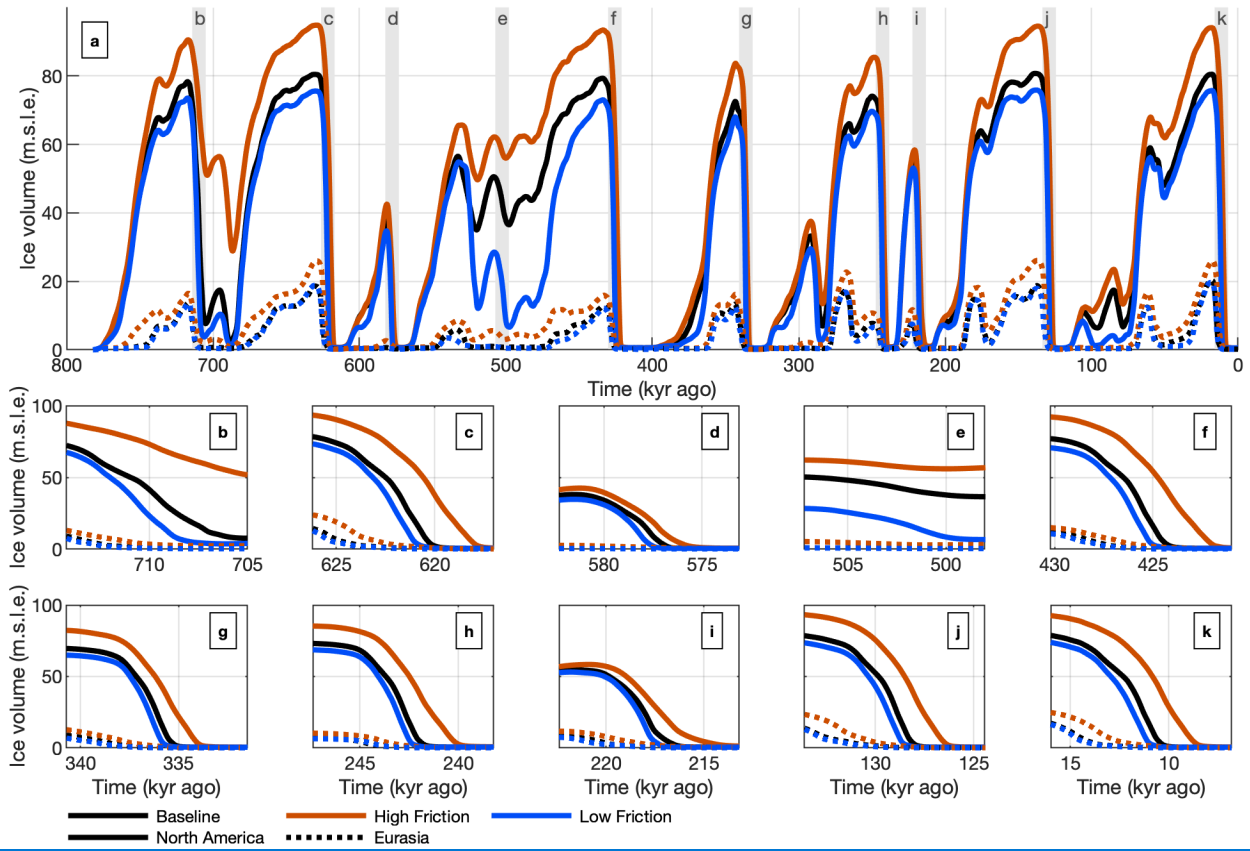 a b c d e f g h i j k
Ice volume (m.s.l.e.)
80
60
40
20
0
800 700 600 500 400 300 200 100 0
Time (kyr ago)
Ice volume (m.s.l.e.)
100
50
0
b c d e f
710 705 625 620 580 575 505 500 430 425
Ice volume (m.s.l.e.)
100
50
0
g h i j k
340 335 245 240 220 215 130 125 15 10
Time (kyr ago) Time (kyr ago) Time (kyr ago) Time (kyr ago) Time (kyr ago)
Baseline High Friction Low Friction
North America Eurasia